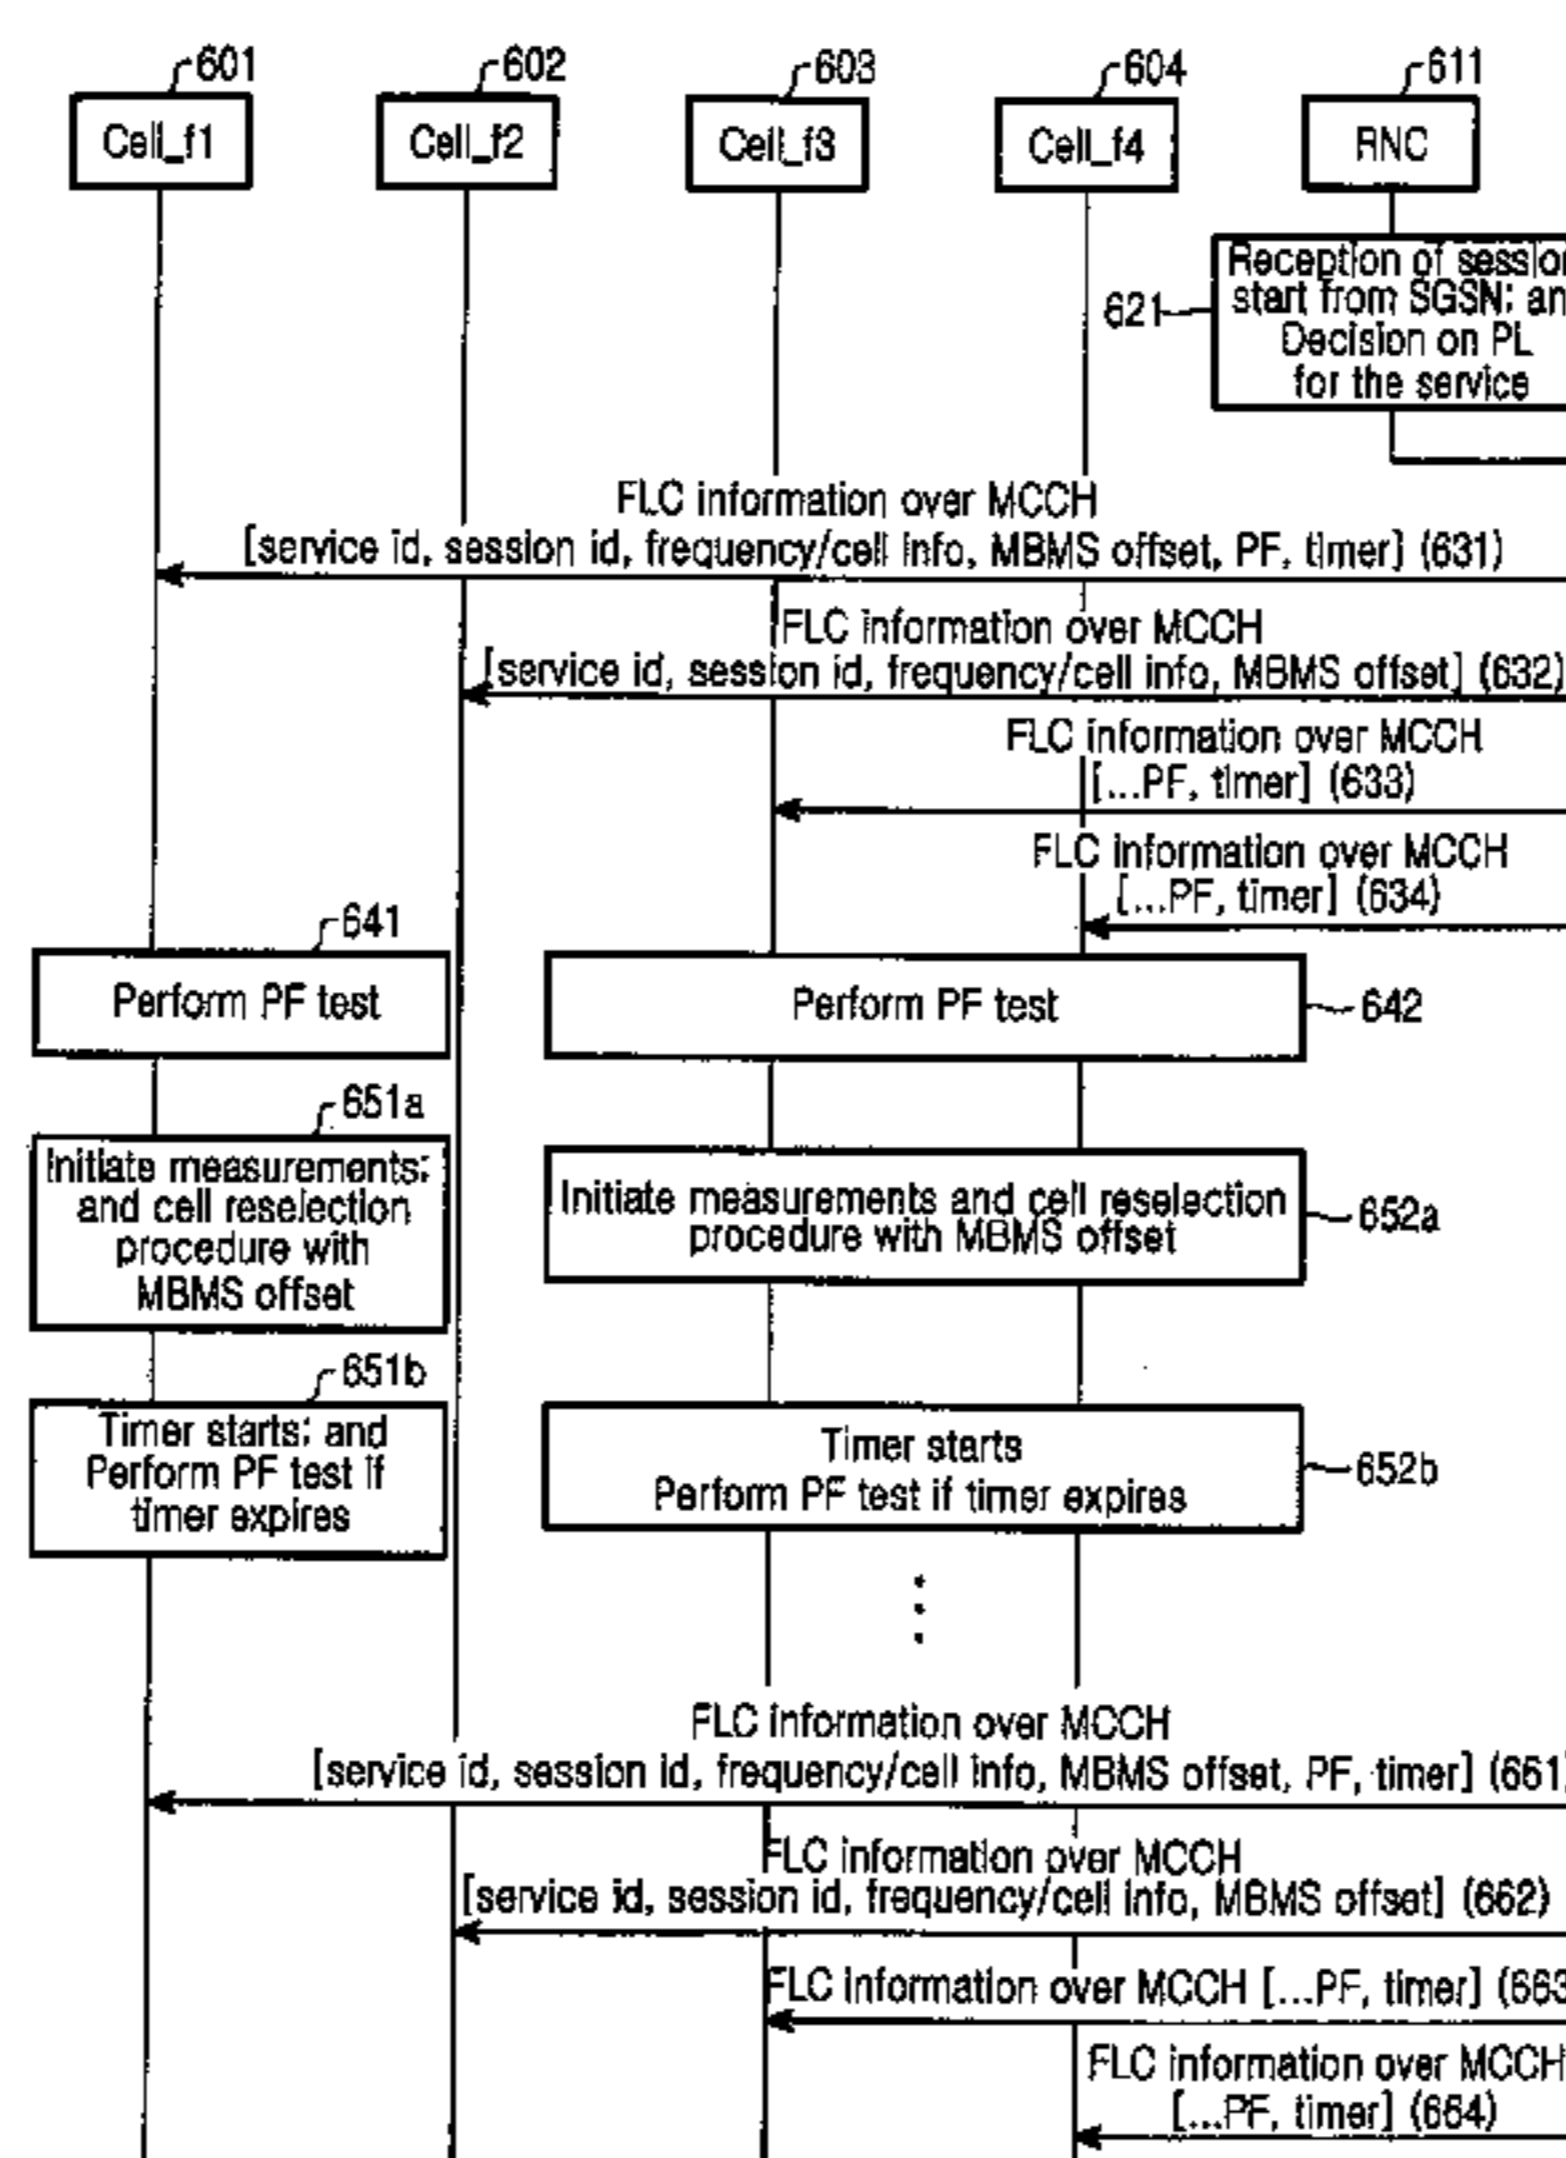 601
602
603
604
611
Cell_f1
Cell_f2
Cell_f3
Cell_f4
RNC
621
Reception of session
start from SGSN; an
Decision on PL
for the service
FLC information over MCCH
[service id, session id, frequency/cell info, MBMS offset, PF, timer] (631)
FLC information over MCCH
[service id, session id, frequency/cell info, MBMS offset] (632)
FLC information over MCCH
[...PF, timer] (633)
FLC information over MCCH
[...PF, timer] (634)
641
Perform PF test
Perform PF test
642
651a
Initiate measurements;
and cell reselection
procedure with
MBMS offset
Initiate measurements and cell reselection
procedure with MBMS offset
652a
651b
Timer starts; and
Perform PF test if
timer expires
Timer starts
Perform PF test if timer expires
652b
FLC information over MCCH
[service id, session id, frequency/cell info, MBMS offset, PF, timer] (661)
FLC information over MCCH
[service id, session id, frequency/cell info, MBMS offset] (662)
FLC information over MCCH [...PF, timer] (663
FLC information over MCCH
[...PF, timer] (664)